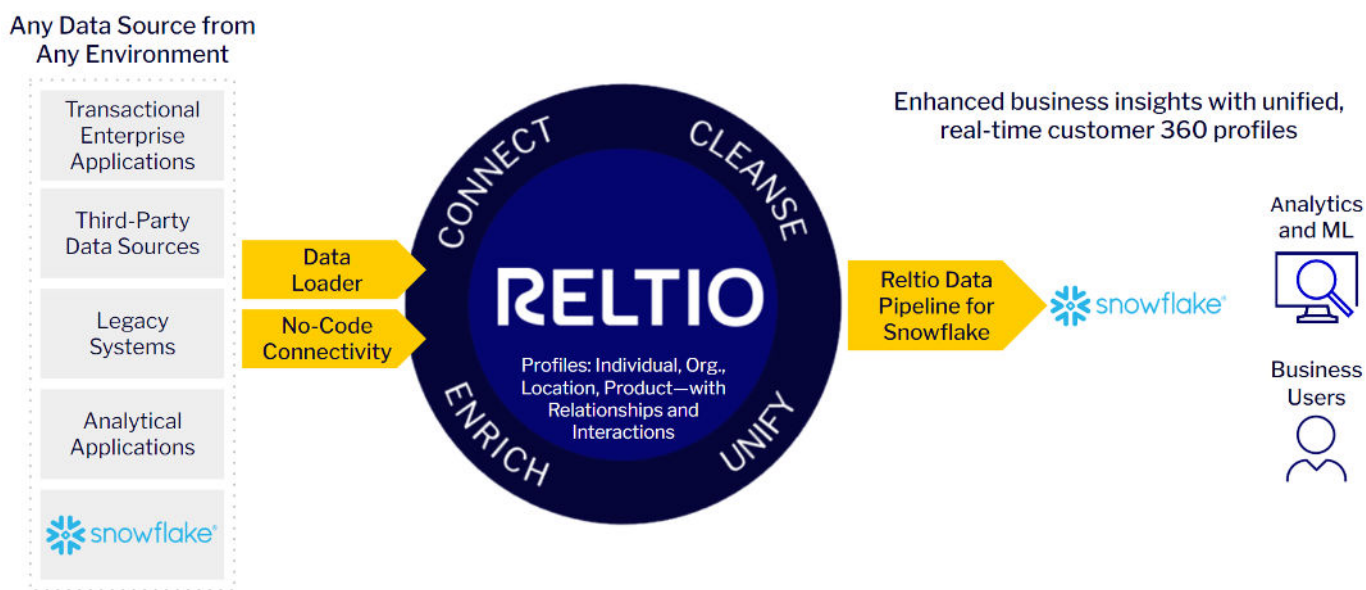 Any Data Source from
Any Environment
Transactional
Enterprise
Applications
Third-Party
Data Sources
Legacy
Systems
Analytical
Applications
snowflake®
Data
Loader
No-Code
Connectivity
CONNECT
CLEANSE
ENRICH
UNIFY
RELTIO
Profiles: Individual, Org.,
Location, Product—with
Relationships and
Interactions
Reltio Data
Pipeline for
Snowflake
Enhanced business insights with unified,
real-time customer 360 profiles
snowflake®
Analytics
and ML
Business
Users